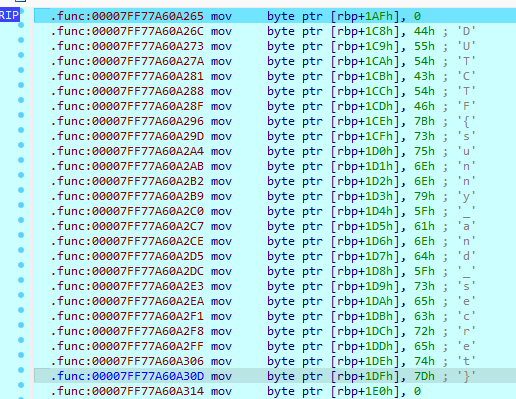 RIP .func:00007FF77A60A265 mov byte ptr [rbp+1AFh], 0
.func:00007FF77A60A26C mov byte ptr [rbp+1C8h], 44h ; 'D'
.func:00007FF77A60A273 mov byte ptr [rbp+1C9h], 55h ; 'U'
.func:00007FF77A60A27A mov byte ptr [rbp+1CAh], 54h ; 'T'
.func:00007FF77A60A281 mov byte ptr [rbp+1CBh], 43h ; 'C'
.func:00007FF77A60A288 mov byte ptr [rbp+1CCh], 54h ; 'T'
.func:00007FF77A60A28F mov byte ptr [rbp+1CDh], 46h ; 'F'
.func:00007FF77A60A296 mov byte ptr [rbp+1CEh], 7Bh ; '{'
.func:00007FF77A60A29D mov byte ptr [rbp+1CFh], 73h ; 's'
.func:00007FF77A60A2A4 mov byte ptr [rbp+1D0h], 75h ; 'u'
.func:00007FF77A60A2AB mov byte ptr [rbp+1D1h], 6Eh ; 'n'
.func:00007FF77A60A2B2 mov byte ptr [rbp+1D2h], 6Eh ; 'n'
.func:00007FF77A60A2B9 mov byte ptr [rbp+1D3h], 79h ; 'y'
.func:00007FF77A60A2C0 mov byte ptr [rbp+1D4h], 5Fh ; '_'
.func:00007FF77A60A2C7 mov byte ptr [rbp+1D5h], 61h ; 'a'
.func:00007FF77A60A2CE mov byte ptr [rbp+1D6h], 6Eh ; 'n'
.func:00007FF77A60A2D5 mov byte ptr [rbp+1D7h], 64h ; 'd'
.func:00007FF77A60A2DC mov byte ptr [rbp+1D8h], 5Fh ; '_'
.func:00007FF77A60A2E3 mov byte ptr [rbp+1D9h], 73h ; 's'
.func:00007FF77A60A2EA mov byte ptr [rbp+1DAh], 65h ; 'e'
.func:00007FF77A60A2F1 mov byte ptr [rbp+1DBh], 63h ; 'c'
.func:00007FF77A60A2F8 mov byte ptr [rbp+1DCh], 72h ; 'r'
.func:00007FF77A60A2FF mov byte ptr [rbp+1DDh], 65h ; 'e'
.func:00007FF77A60A306 mov byte ptr [rbp+1DEh], 74h ; 't'
.func:00007FF77A60A30D mov byte ptr [rbp+1DFh], 7Dh ; '}'
.func:00007FF77A60A314 mov byte ptr [rbp+1E0h], 0